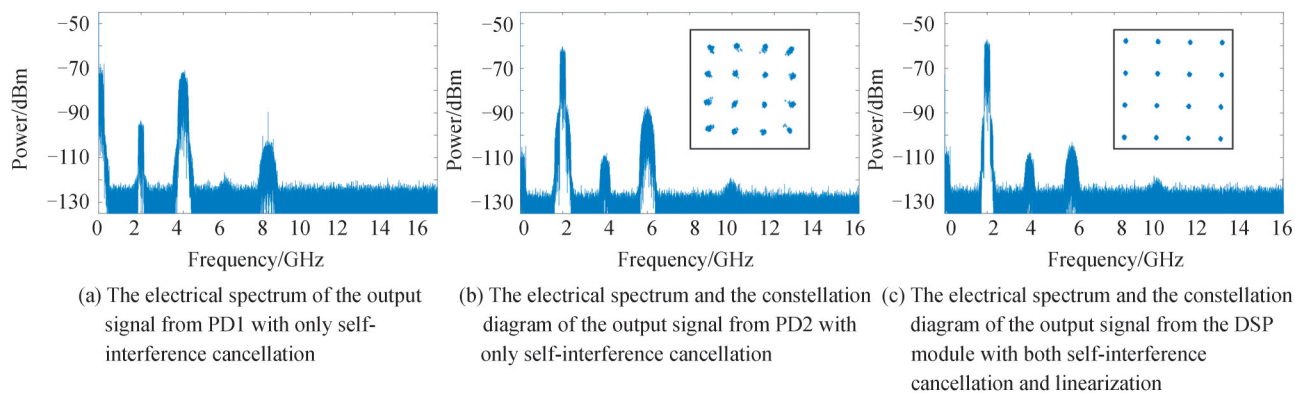 −45
−70
−90
−110
−130
Power/dBm
0 2 4 6 8 10 12 14 16
Frequency/GHz
(a) The electrical spectrum of the output
signal from PD1 with only self-
interference cancellation
−45
−70
−90
−110
−130
Power/dBm
0 2 4 6 8 10 12 14 16
Frequency/GHz
(b) The electrical spectrum and the constellation
diagram of the output signal from PD2 with
only self-interference cancellation
−45
−70
−90
−110
−130
Power/dBm
0 2 4 6 8 10 12 14 16
Frequency/GHz
(c) The electrical spectrum and the constellation
diagram of the output signal from the DSP
module with both self-interference
cancellation and linearization